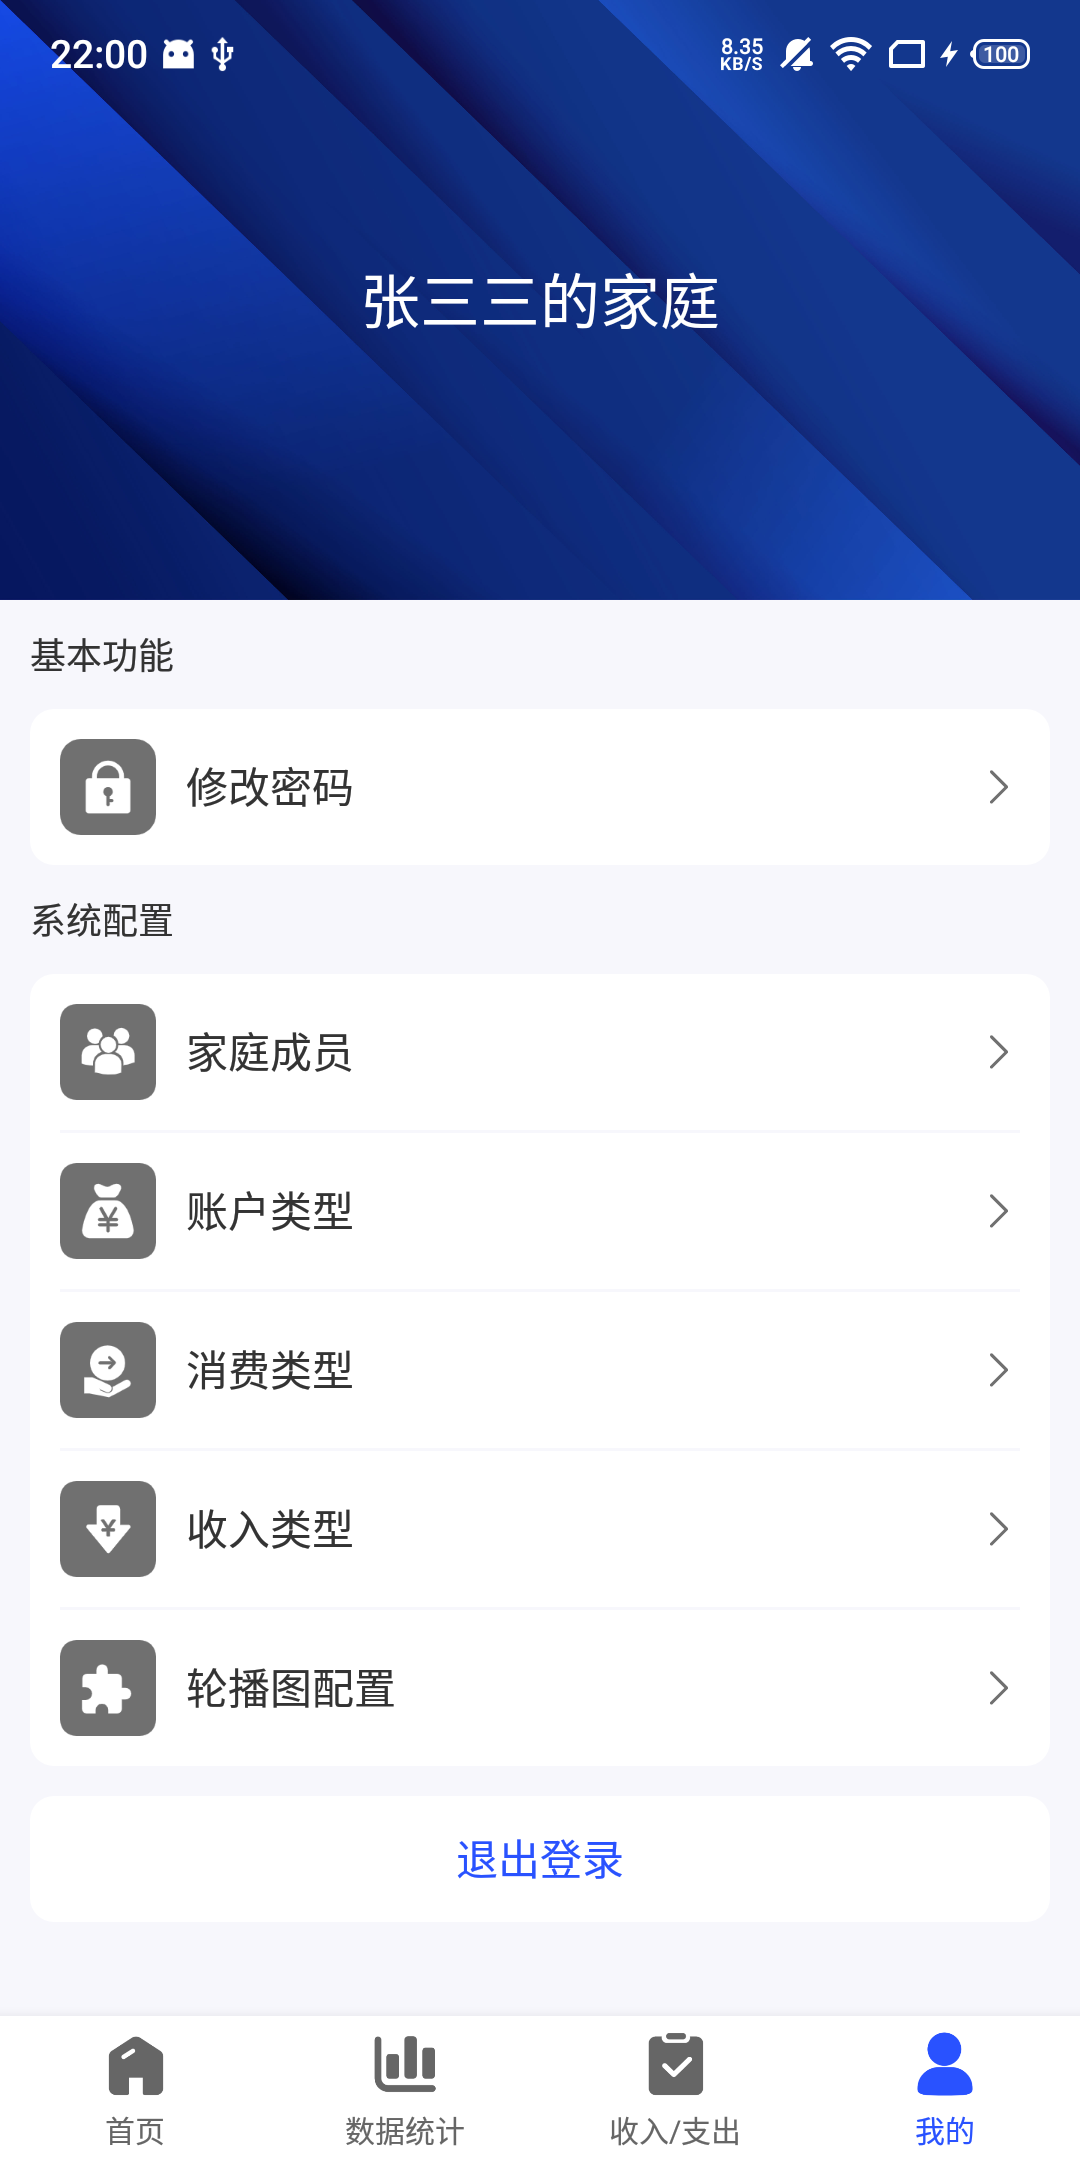 22:00
8.35
KB/S
100
张三三的家庭
基本功能
修改密码
系统配置
家庭成员
账户类型
消费类型
收入类型
轮播图配置
退出登录
首页
数据统计
收入/支出
我的